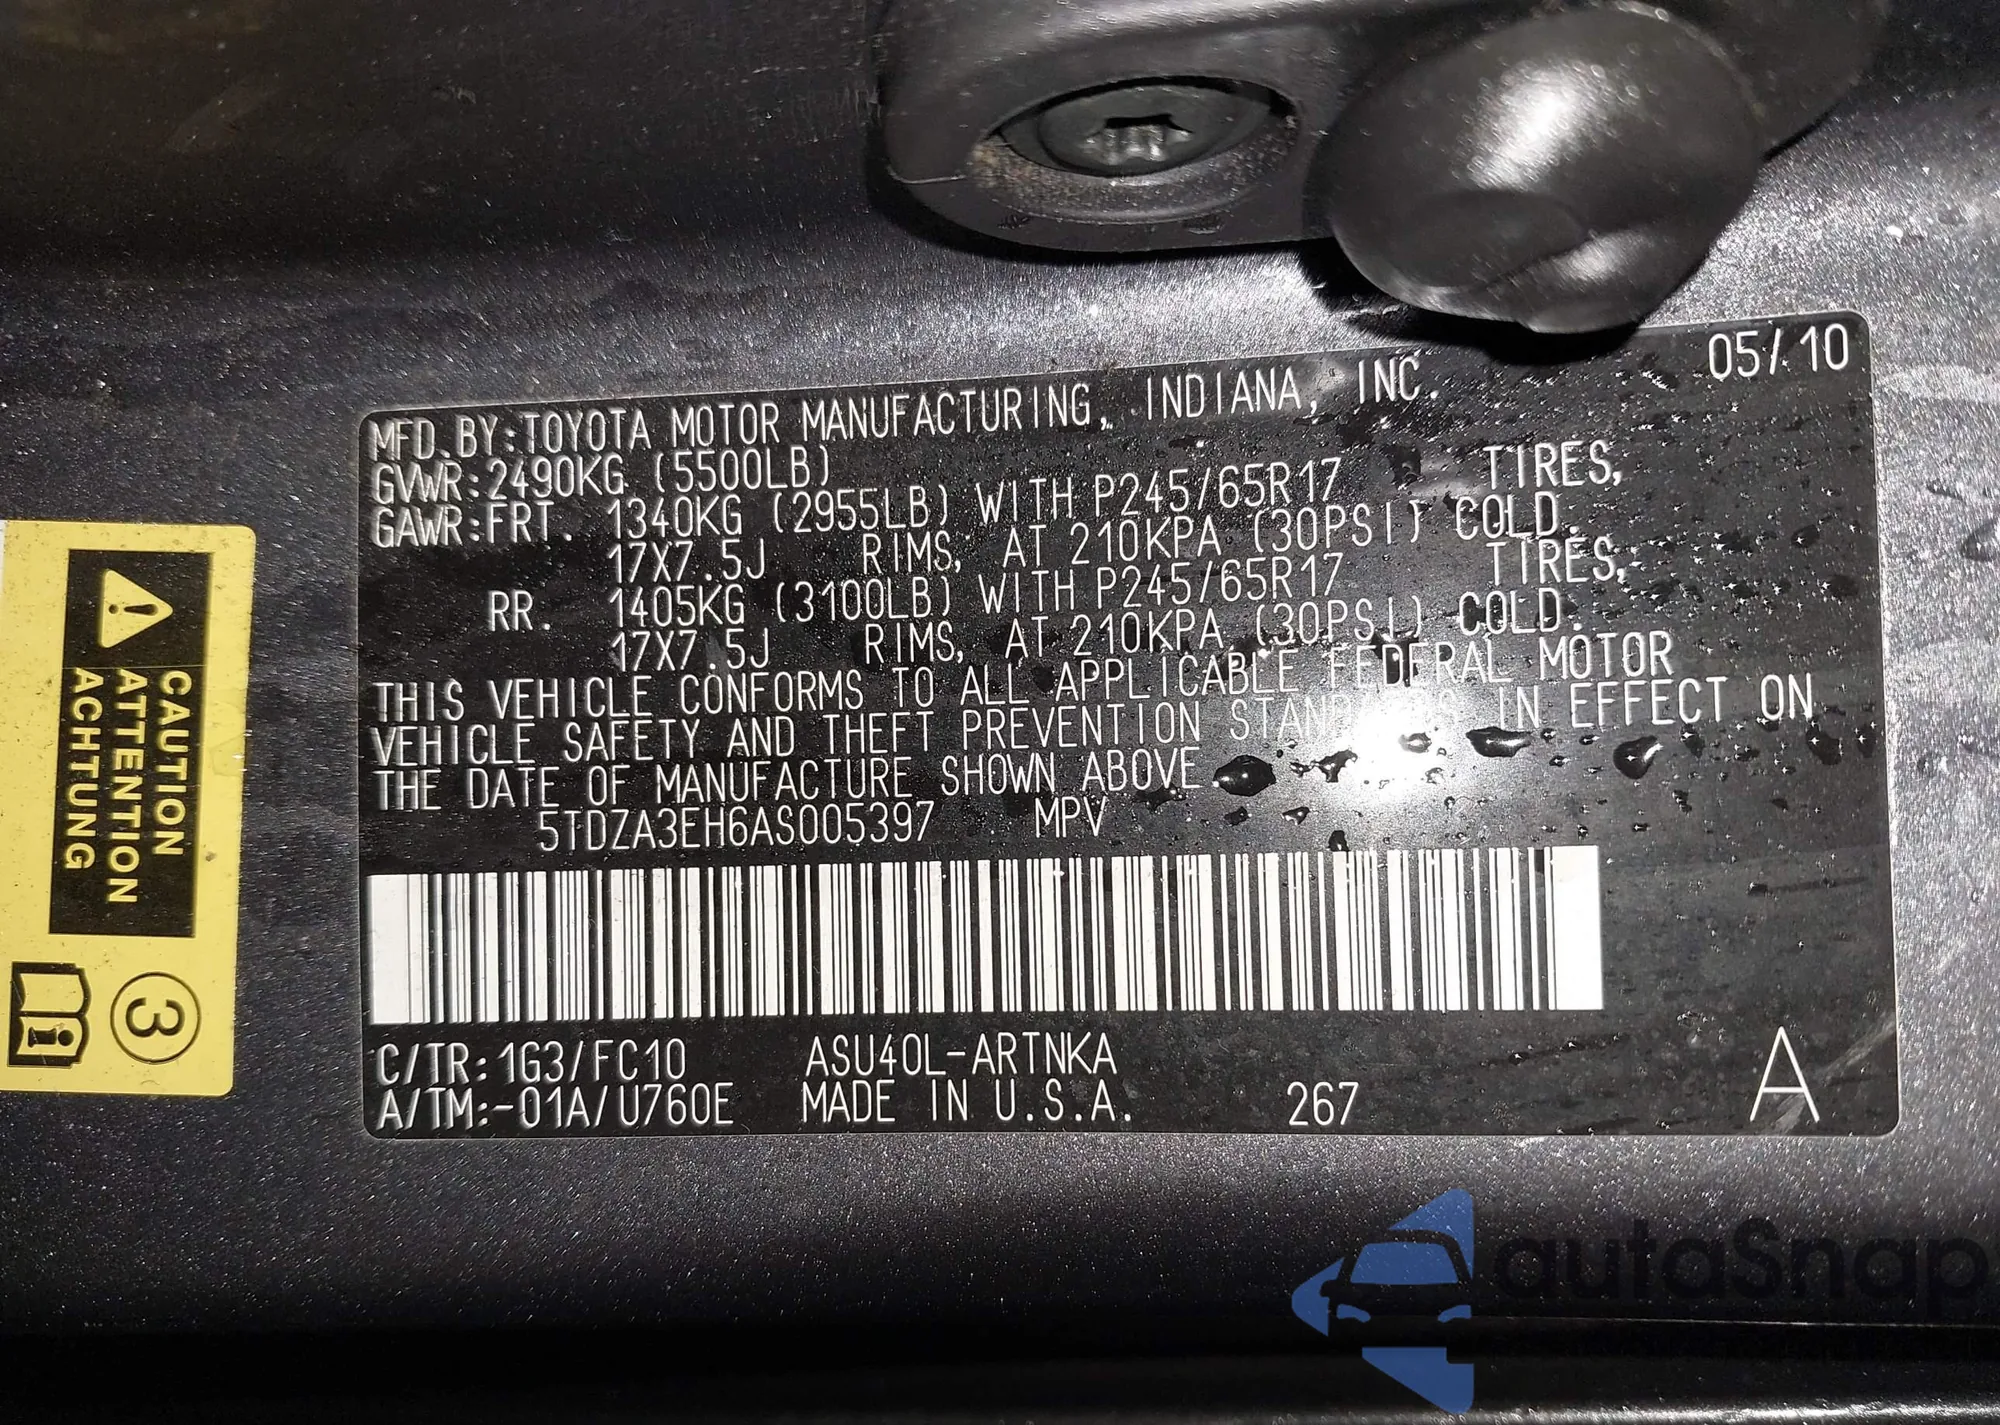 05/10
MFD.BY:TOYOTA MOTOR MANUFACTURING, INDIANA, INC.
GVWR:2490KG (5500LB)
GAWR:FRT. 1340KG (2955LB) WITH P245/65R17 TIRES,
17X7.5J RIMS, AT 210KPA (30PSI) COLD.
RR. 1405KG (3100LB) WITH P245/65R17 TIRES,
17X7.5J RIMS, AT 210KPA (30PSI) COLD.
THIS VEHICLE CONFORMS TO ALL APPLICABLE FEDERAL MOTOR
VEHICLE SAFETY AND THEFT PREVENTION STANDARDS IN EFFECT ON
THE DATE OF MANUFACTURE SHOWN ABOVE.
5TDZA3EH6AS005397 MPV
C/TR:1G3/FC10 ASU40L-ARTNKA
A/TM:-01A/U760E MADE IN U.S.A. 267 A
CAUTION
ATTENTION
ACHTUNG
3
autoSnap